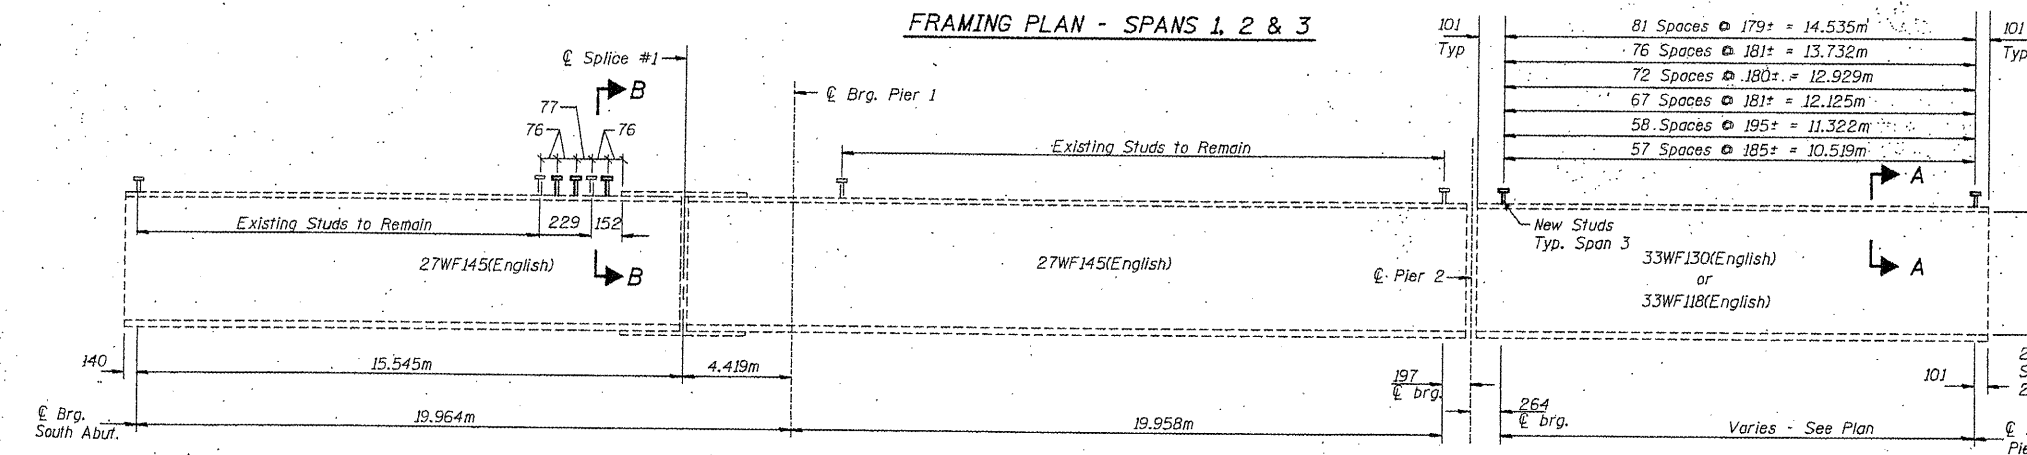 FRAMING PLAN - SPANS 1, 2 & 3
101
Typ
81 Spaces @ 179± = 14.535m
76 Spaces @ 181± = 13.732m
72 Spaces @ 180± = 12.929m
67 Spaces @ 181± = 12.125m
58 Spaces @ 195± = 11.322m
57 Spaces @ 185± = 10.519m
101
Typ
℄ Splice #1
B
℄ Brg. Pier 1
77
76
76
Existing Studs to Remain
A
Existing Studs to Remain
229
152
New Studs
Typ. Span 3
27WF145(English)
B
27WF145(English)
℄ Pier 2
33WF130(English)
or
33WF118(English)
A
140
15.545m
4.419m
197
℄ brg.
101
℄ Brg.
South Abut.
19.964m
19.958m
264
℄ brg.
Varies - See Plan
℄